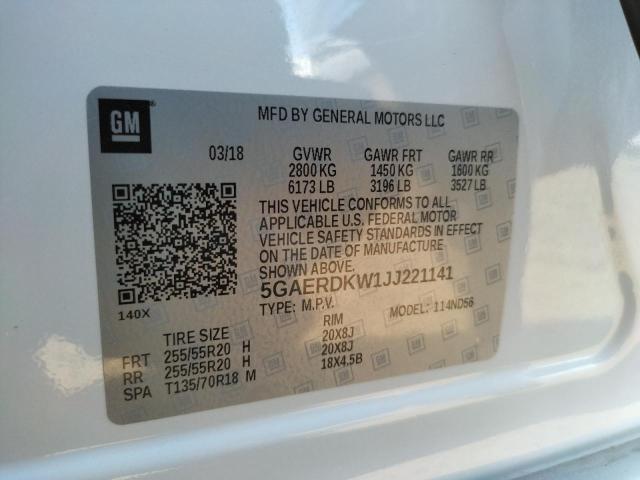 GM
MFD BY GENERAL MOTORS LLC
03/18 GVWR GAWR FRT GAWR RR
2800 KG 1450 KG 1600 KG
6173 LB 3196 LB 3527 LB
THIS VEHICLE CONFORMS TO ALL
APPLICABLE U.S. FEDERAL MOTOR
VEHICLE SAFETY STANDARDS IN EFFECT
ON THE DATE OF MANUFACTURE
SHOWN ABOVE.
5GAERDKW1JJ221141
140X TYPE: M.P.V. MODEL: 114ND56
TIRE SIZE RIM
FRT 255/55R20 H 20X8J
RR 255/55R20 H 20X8J
SPA T135/70R18 M 18X4.5B